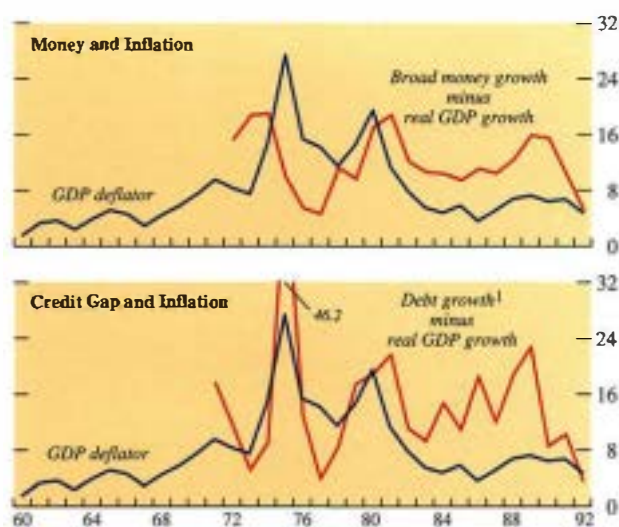 Money and Inflation
Broad money growth
minus
real GDP growth
GDP deflator
32
24
16
8
0
Credit Gap and Inflation
46.2
Debt growth¹
minus
real GDP growth
GDP deflator
32
24
16
8
0
60 64 68 72 76 80 84 88 92